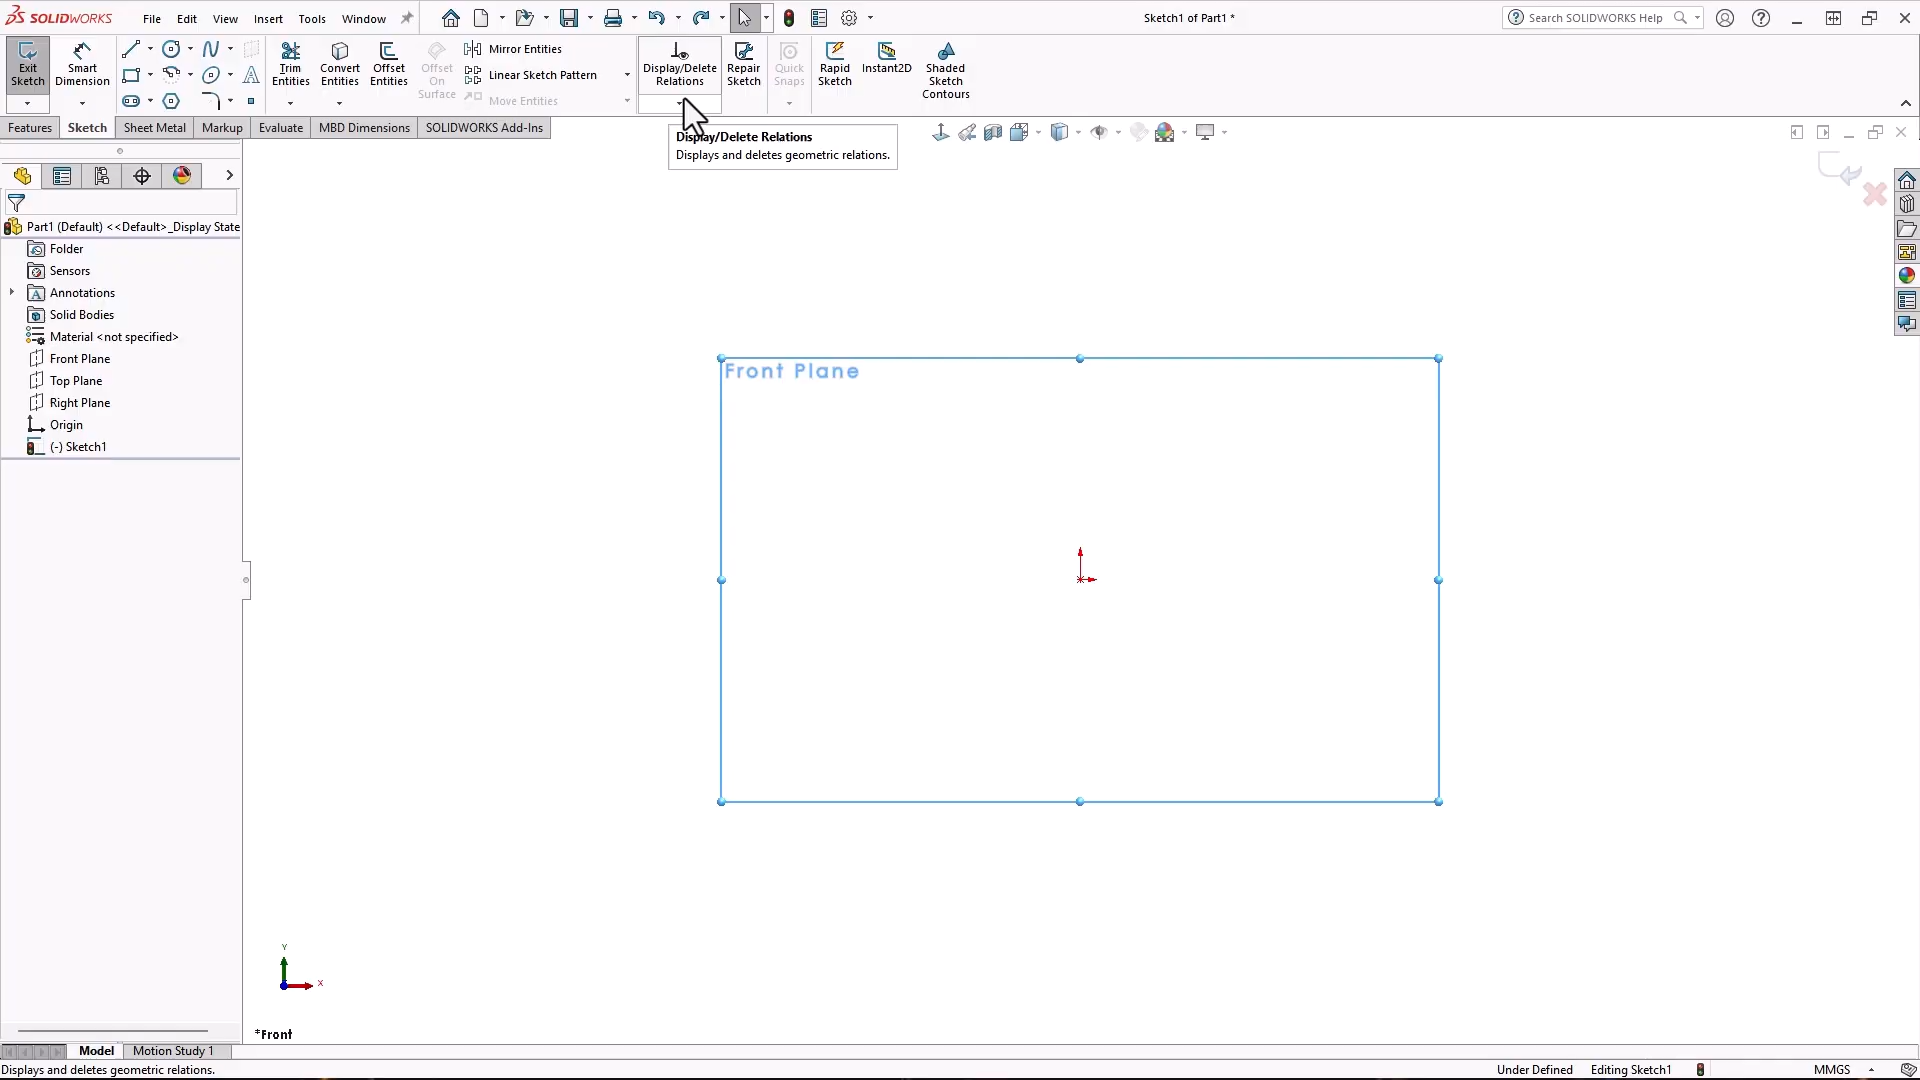 SOLIDWORKS
File Edit View Insert Tools Window
Sketch1 of Part1 *
Search SOLIDWORKS Help
Exit
Sketch
Smart
Dimension
Trim
Entities
Convert
Entities
Offset
Entities
Offset
On
Surface
Mirror Entities
Linear Sketch Pattern
Move Entities
Display/Delete
Relations
Repair
Sketch
Quick
Snaps
Rapid
Sketch
Instant2D
Shaded
Sketch
Contours
Features Sketch Sheet Metal Markup Evaluate MBD Dimensions SOLIDWORKS Add-Ins
Display/Delete Relations
Displays and deletes geometric relations.
Part1 (Default) <<Default>_Display State
Folder
Sensors
Annotations
Solid Bodies
Material <not specified>
Front Plane
Top Plane
Right Plane
Origin
(-) Sketch1
Front Plane
Y
X
*Front
Model Motion Study 1
Displays and deletes geometric relations.
Under Defined Editing Sketch1 MMGS